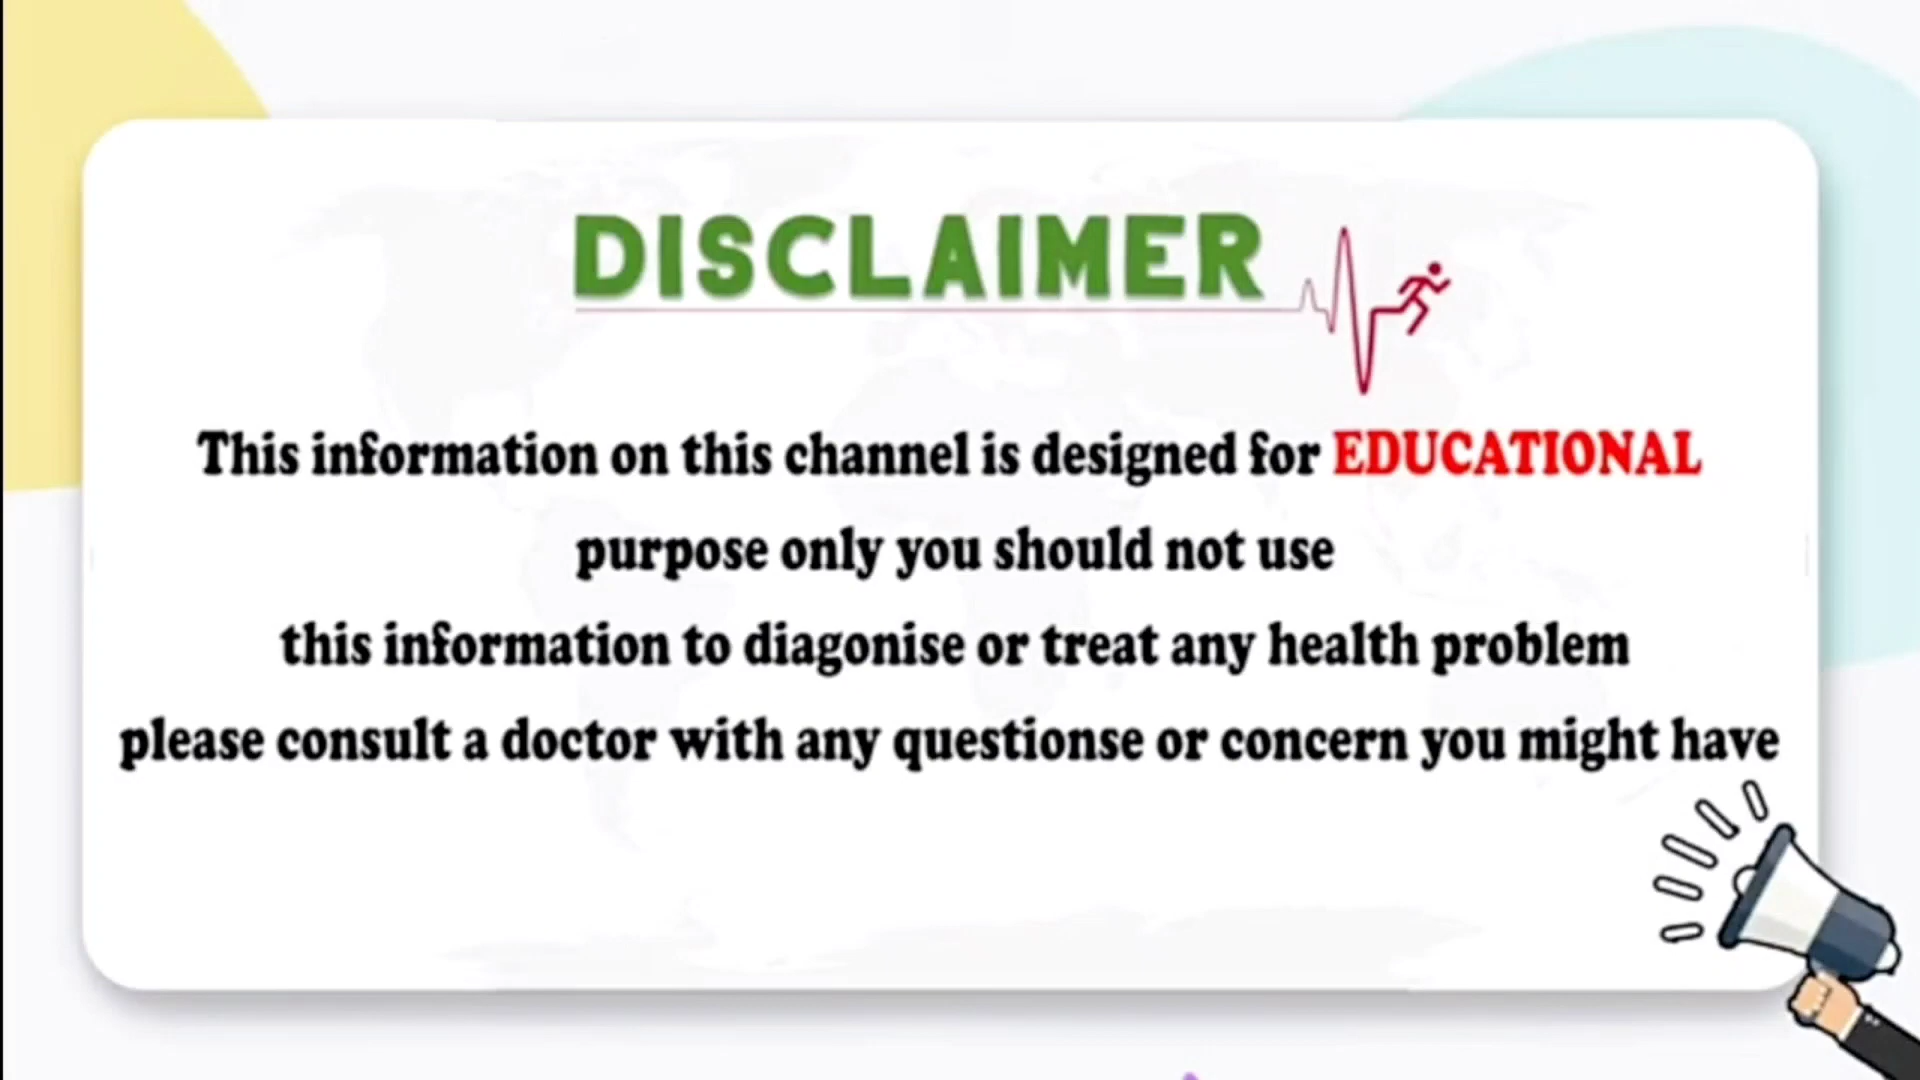 DISCLAIMER
This information on this channel is designed for EDUCATIONAL
purpose only you should not use
this information to diagonise or treat any health problem
please consult a doctor with any questionse or concern you might have